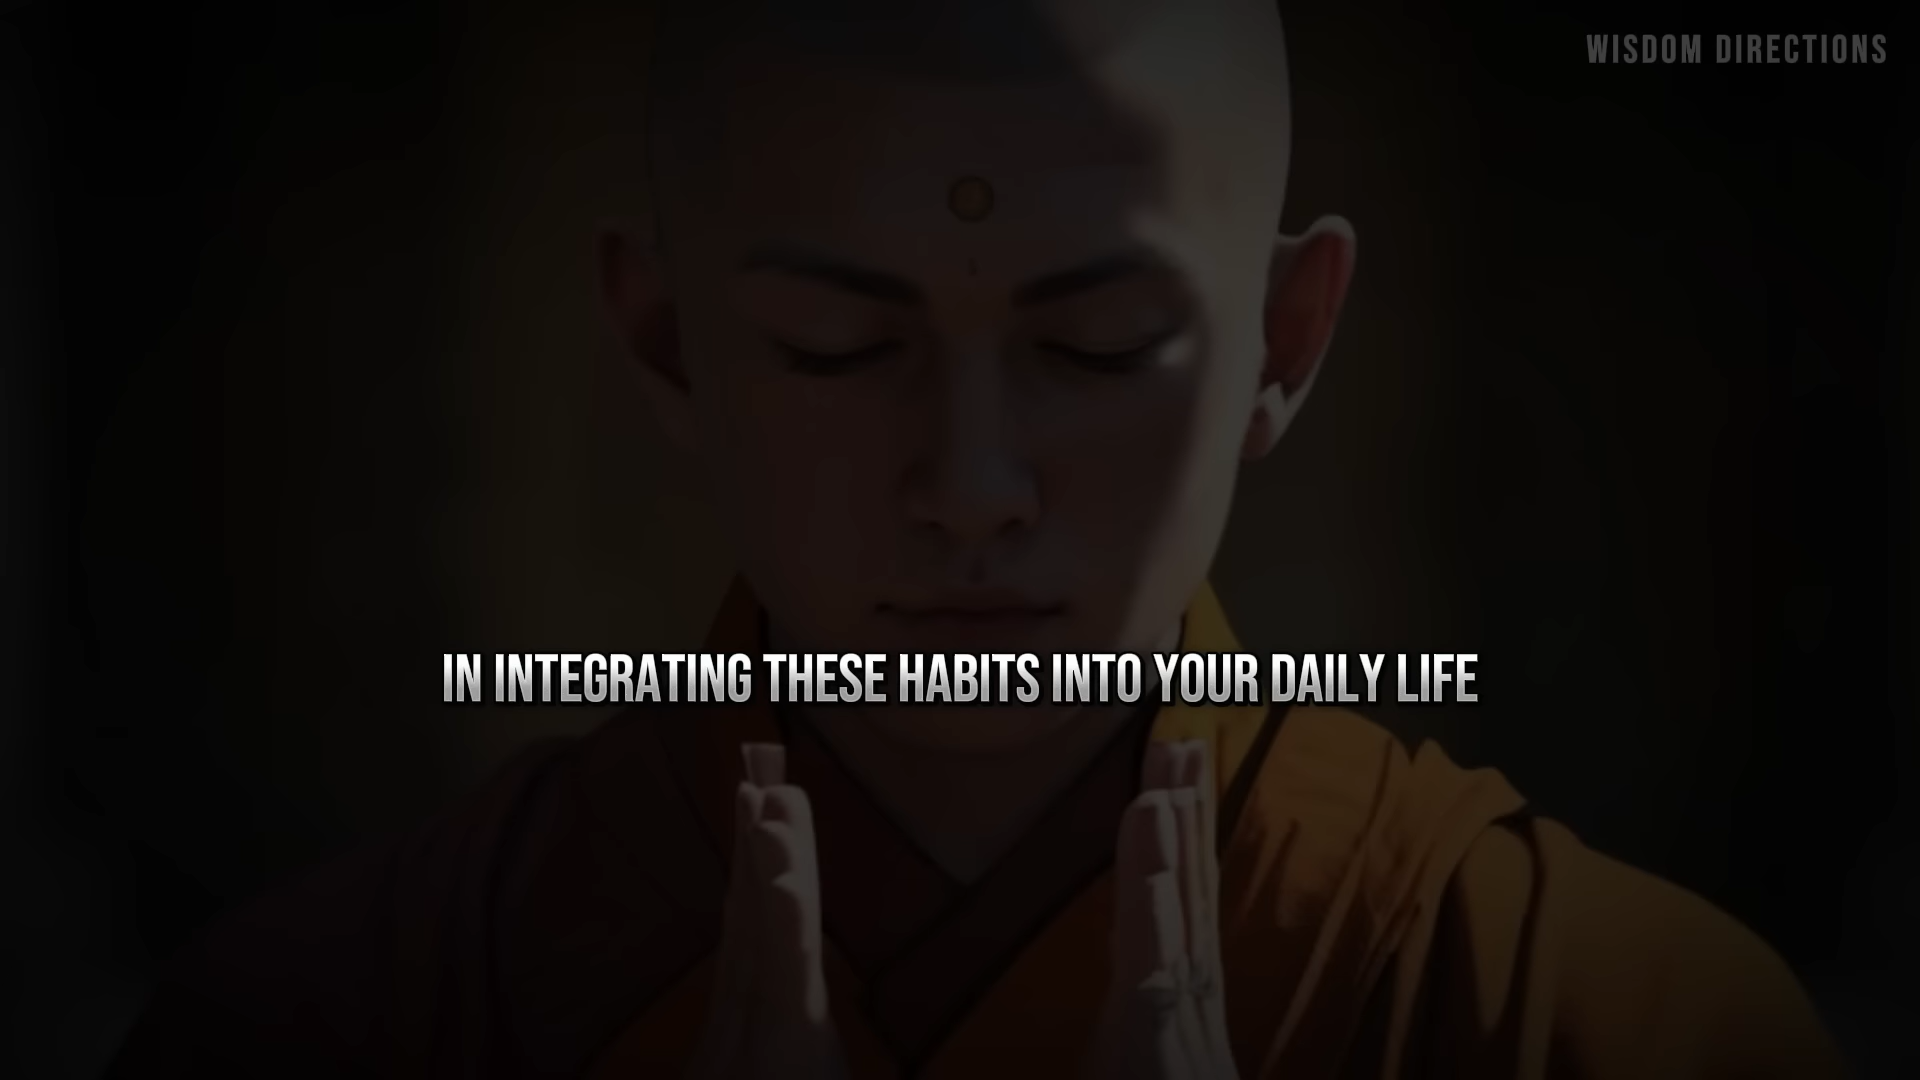 WISDOM DIRECTIONS
IN INTEGRATING THESE HABITS INTO YOUR DAILY LIFE